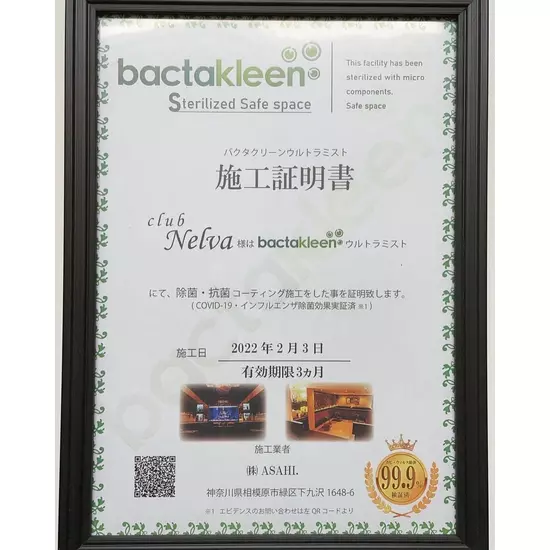 bactakleen
Sterilized Safe space
This facility has been
sterilized with micro
components.
Safe space
バクタクリーンウルトラミスト
施工証明書
club
Nelva 様は bactakleen ウルトラミスト
にて、除菌・抗菌コーティング施工をした事を証明致します。
( COVID-19・インフルエンザ除菌効果実証済 ※1 )
施工日 2022 年 2 月 3 日
有効期限3ヵ月
施工業者
㈱ ASAHI.
神奈川県相模原市緑区下九沢 1648-6
※1 エビデンスのお問い合わせは左 QR コードより
99.9%